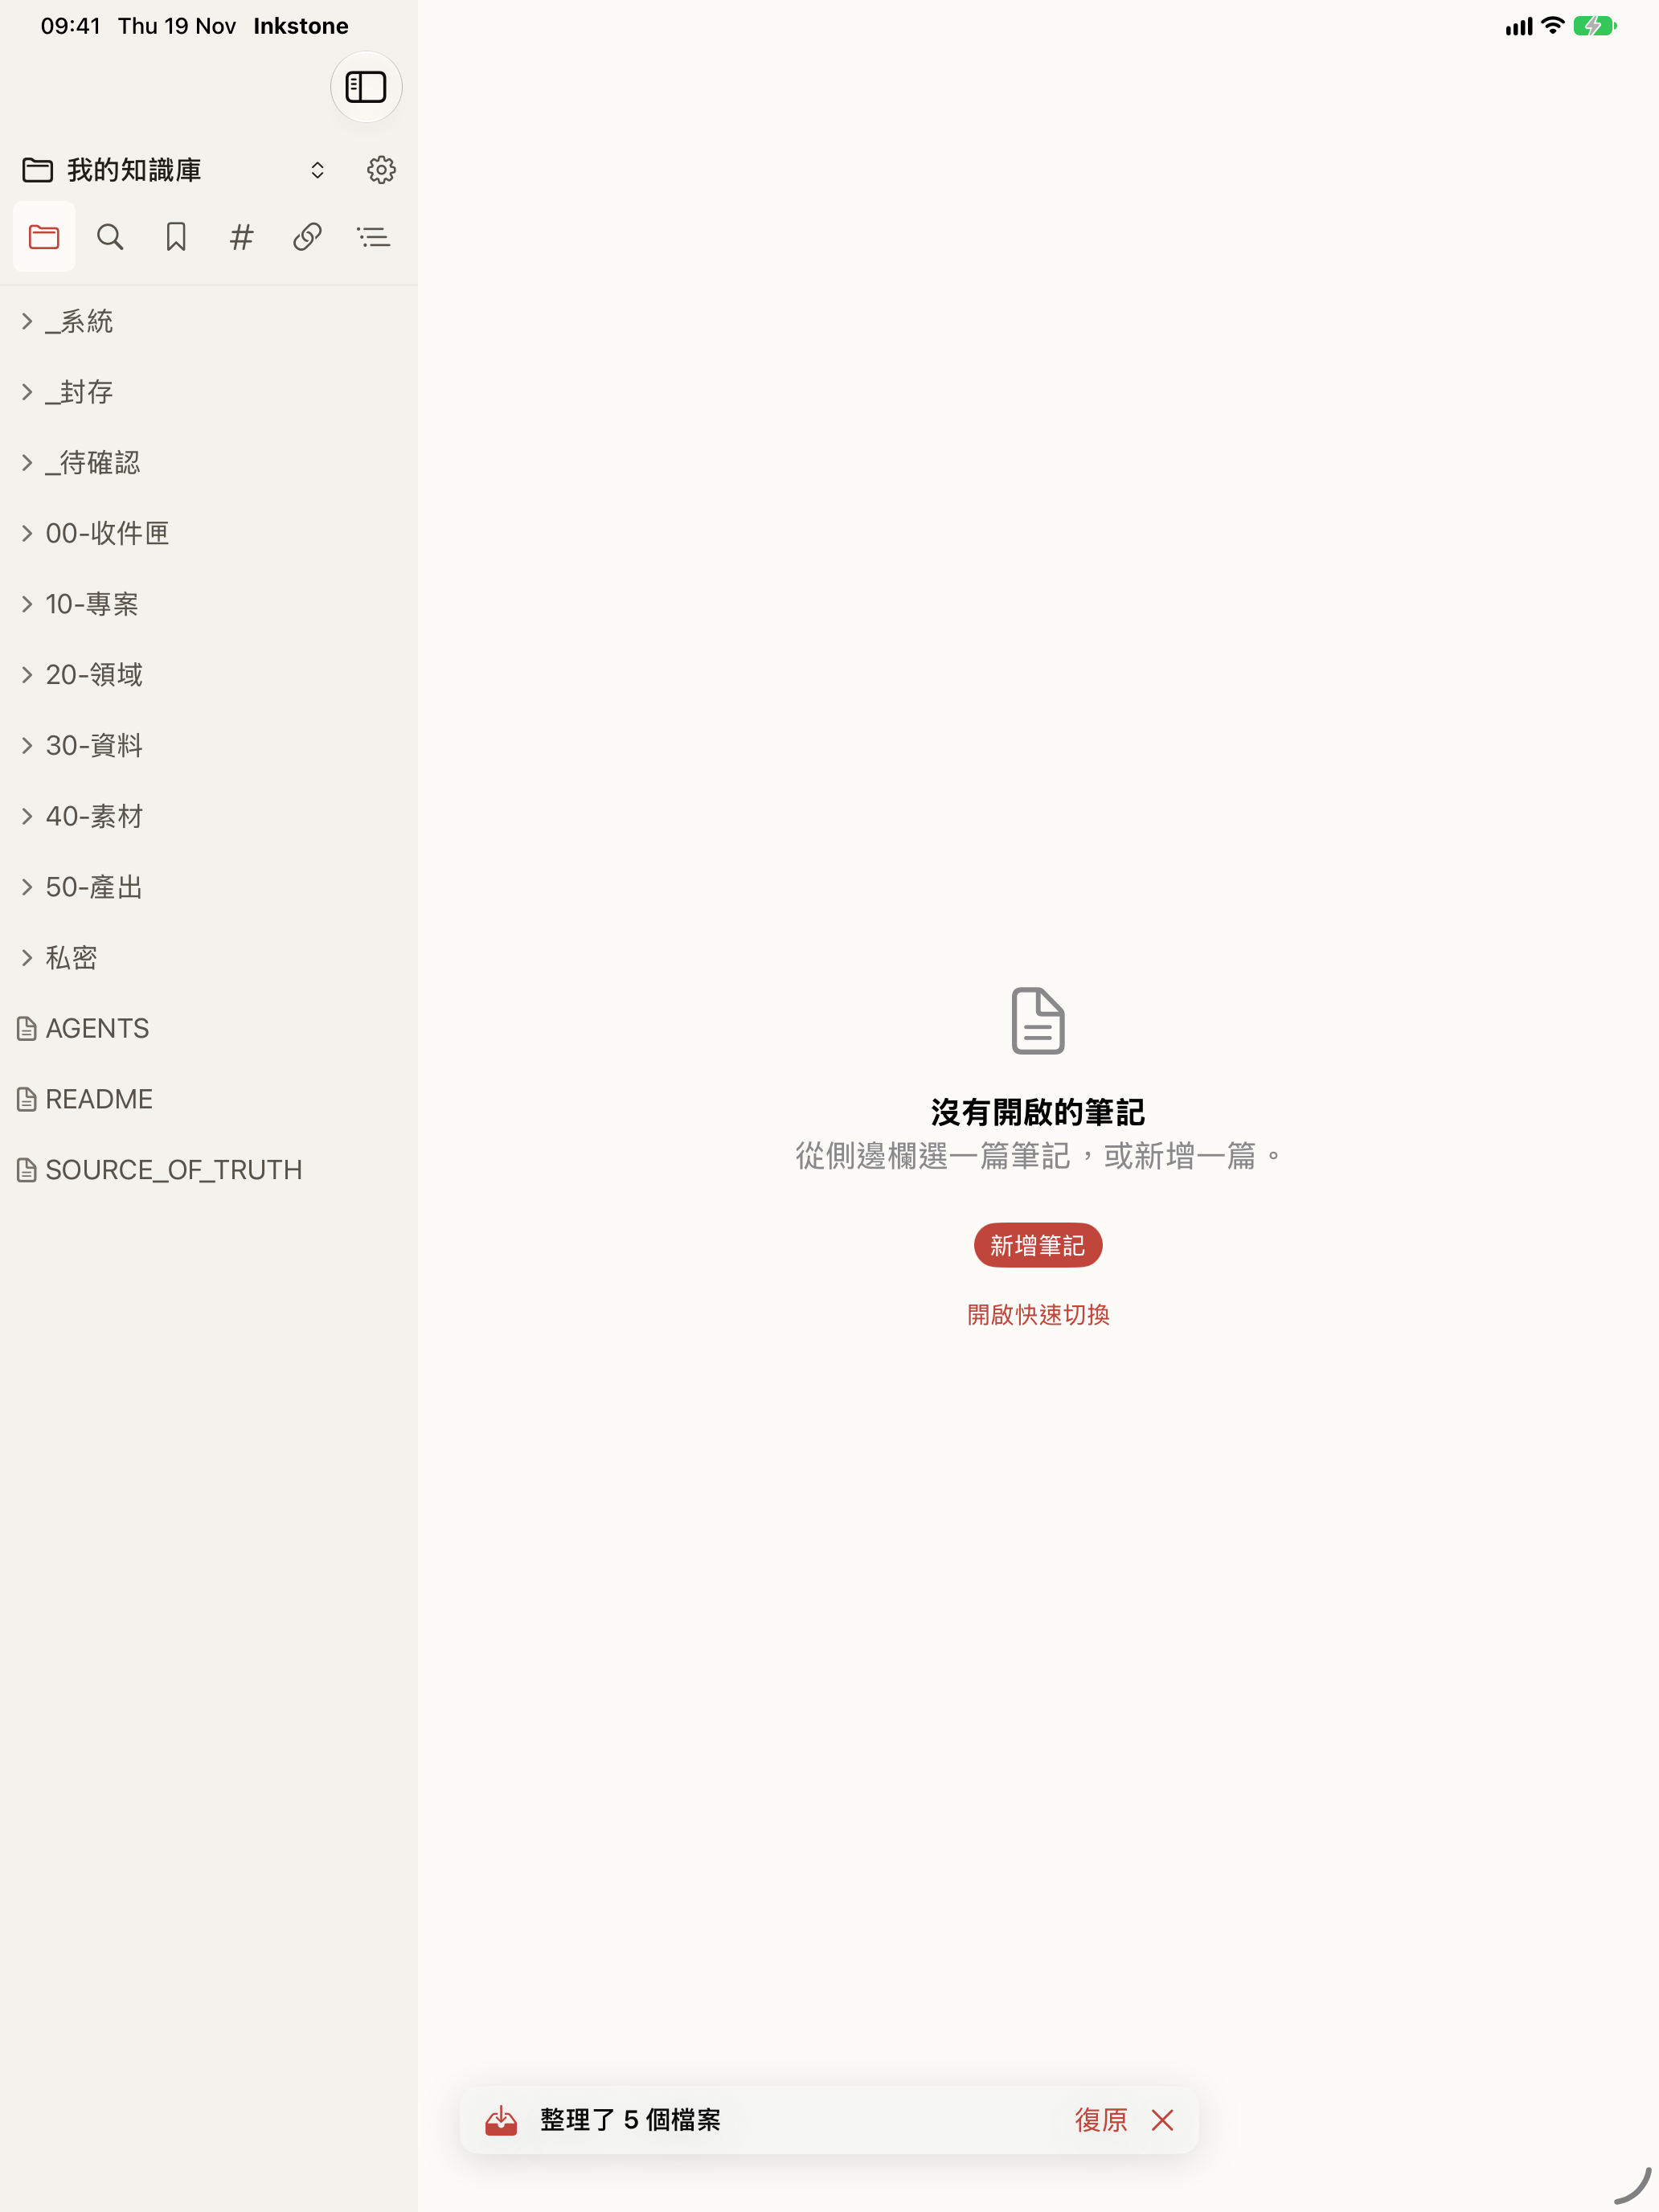 09:41 Thu 19 Nov Inkstone
我的知識庫
_系統
_封存
_待確認
00-收件匣
10-專案
20-領域
30-資料
40-素材
50-產出
私密
AGENTS
README
SOURCE_OF_TRUTH
沒有開啟的筆記
從側邊欄選一篇筆記，或新增一篇。
新增筆記
開啟快速切換
整理了 5 個檔案 復原